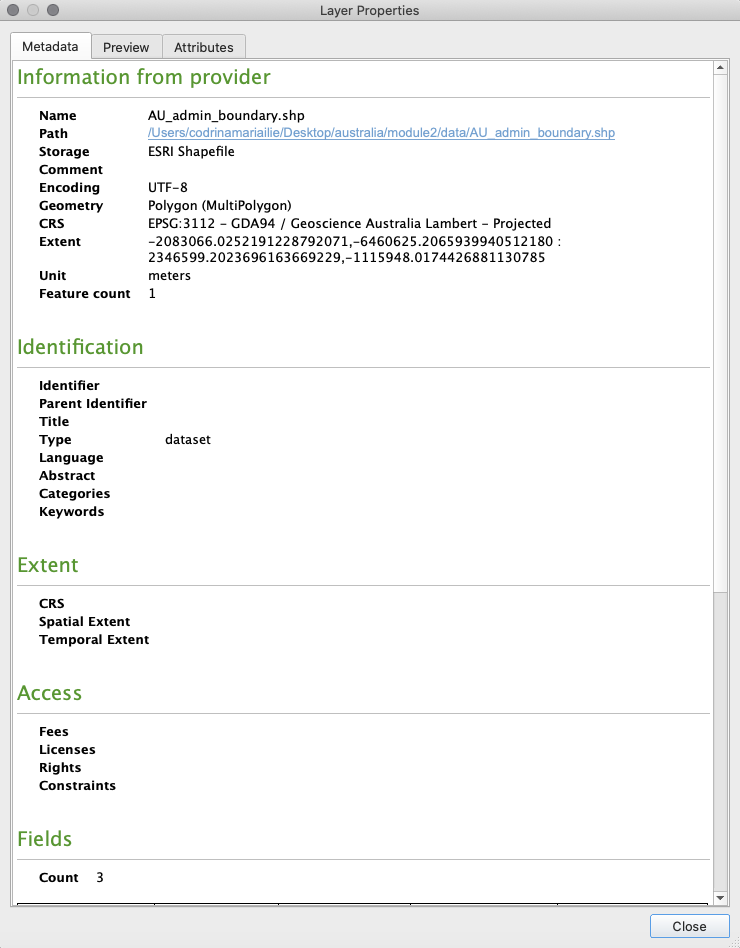 Layer Properties
Metadata Preview Attributes
Information from provider
Name AU_admin_boundary.shp
Path /Users/codrinamariailie/Desktop/australia/module2/data/AU_admin_boundary.shp
Storage ESRI Shapefile
Comment
Encoding UTF-8
Geometry Polygon (MultiPolygon)
CRS EPSG:3112 - GDA94 / Geoscience Australia Lambert - Projected
Extent -2083066.0252191228792071,-6460625.2065939940512180 :
2346599.2023696163669229,-1115948.0174426881130785
Unit meters
Feature count 1
Identification
Identifier
Parent Identifier
Title
Type dataset
Language
Abstract
Categories
Keywords
Extent
CRS
Spatial Extent
Temporal Extent
Access
Fees
Licenses
Rights
Constraints
Fields
Count 3
Close